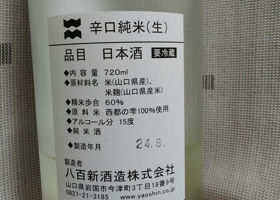 辛口純米(生)
品目 日本酒 要冷蔵
◆内容量 720ml
◆原材料名 米(山口県産)、
米麹(山口県産米)
◆精米歩合 60%
◆原料米 西都の雫100%使用
◆アルコール分 15度
◆純米酒
◆製造年月 24.8.
製造者
八百新酒造株式会社
山口県岩国市今津町3丁目18番9号
0827-21-3185 www.yaoshin.co.jp